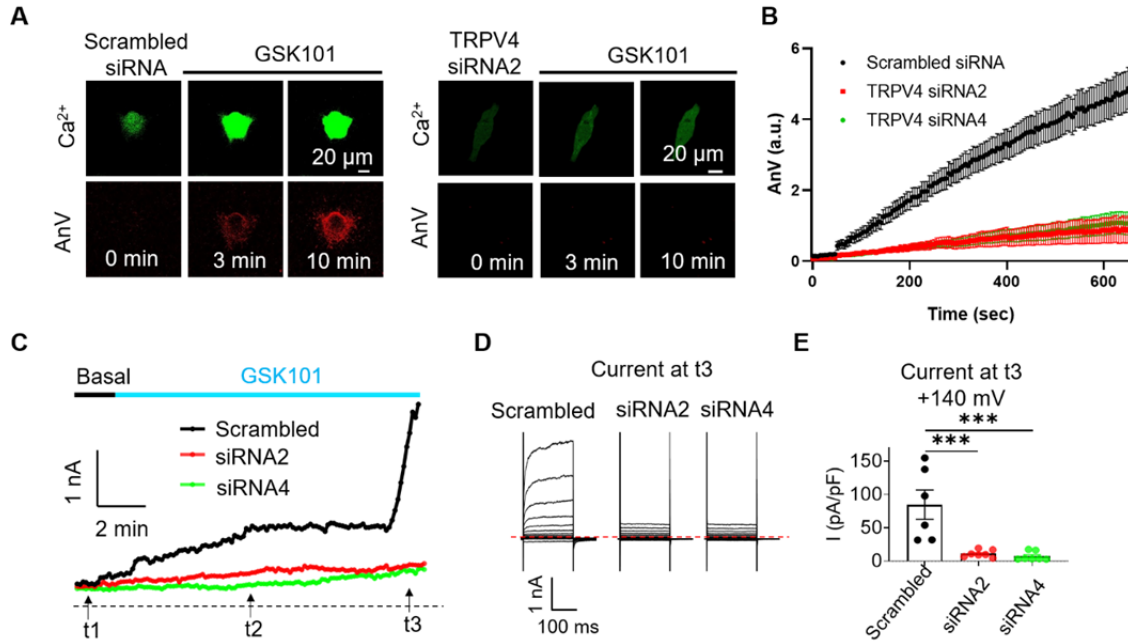 A
Scrambled
siRNA
GSK101
TRPV4
siRNA2
GSK101
Ca²⁺
20 µm
20 µm
AnV
0 min
3 min
10 min
AnV
0 min
3 min
10 min
Ca²⁺
B
6
4
2
0
AnV (a.u.)
Scrambled siRNA
TRPV4 siRNA2
TRPV4 siRNA4
0
200
400
600
Time (sec)
C
Basal
GSK101
Scrambled
siRNA2
siRNA4
1 nA
2 min
t1
t2
t3
D
Current at t3
Scrambled
siRNA2
siRNA4
1 nA
100 ms
E
Current at t3
+140 mV
***
***
150
100
50
0
I (pA/pF)
Scrambled
siRNA2
siRNA4